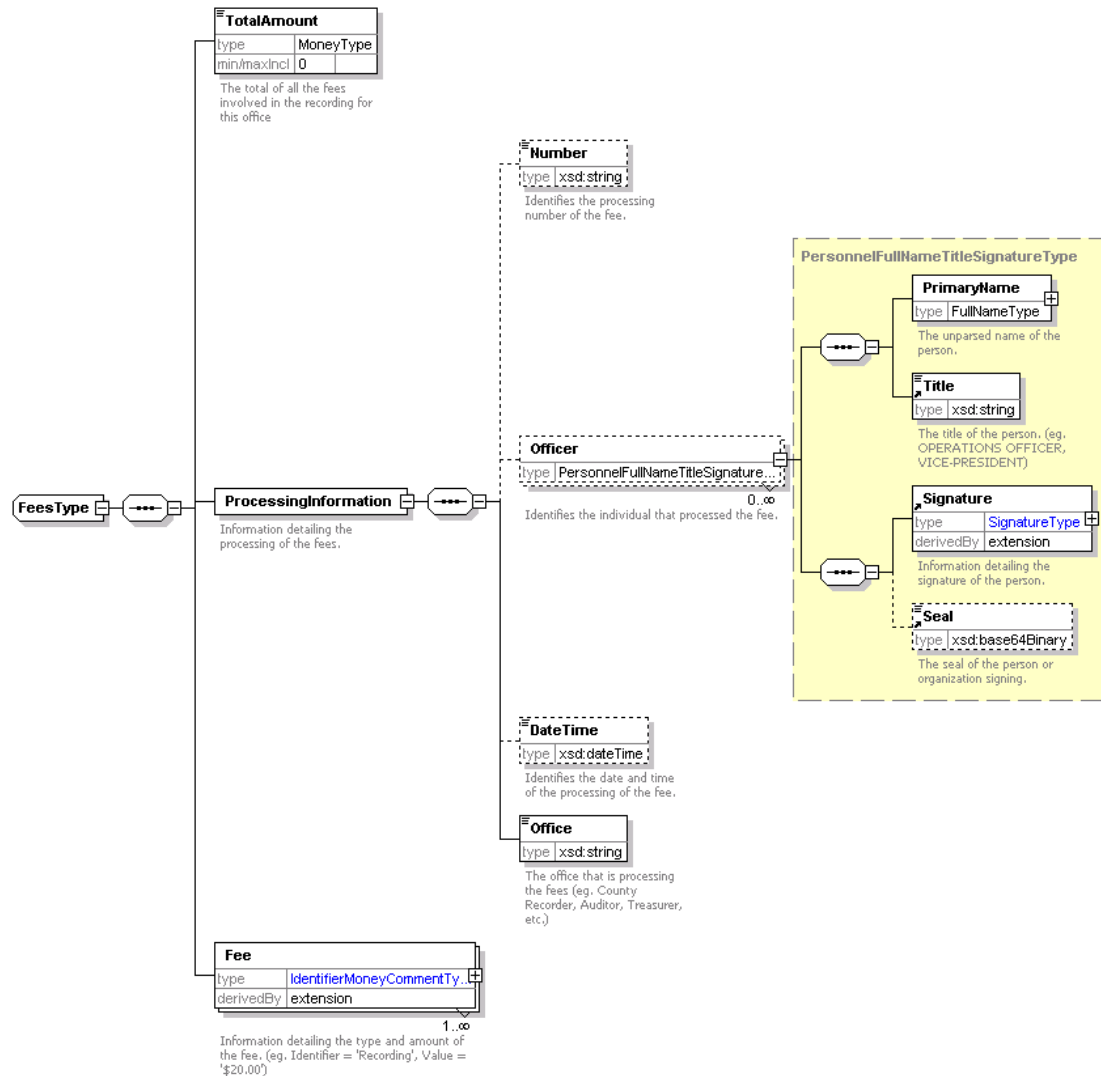 TotalAmount
type MoneyType
min/maxIncl 0
The total of all the fees
involved in the recording for
this office
Number
type xsd:string
Identifies the processing
number of the fee.
PersonnelFullNameTitleSignatureType
PrimaryName
type FullNameType
The unparsed name of the
person.
Title
type xsd:string
The title of the person. (eg.
OPERATIONS OFFICER,
VICE-PRESIDENT)
Officer
type PersonnelFullNameTitleSignature...
0..∞
Identifies the individual that processed the fee.
FeesType
ProcessingInformation
Information detailing the
processing of the fees.
Signature
type SignatureType
derivedBy extension
Information detailing the
signature of the person.
Seal
type xsd:base64Binary
The seal of the person or
organization signing.
DateTime
type xsd:dateTime
Identifies the date and time
of the processing of the fee.
Office
type xsd:string
The office that is processing
the fees (eg. County
Recorder, Auditor, Treasurer,
etc.)
Fee
type IdentifierMoneyCommentTy...
derivedBy extension
1..∞
Information detailing the type and amount of
the fee. (eg. Identifier = 'Recording', Value =
'$20.00')